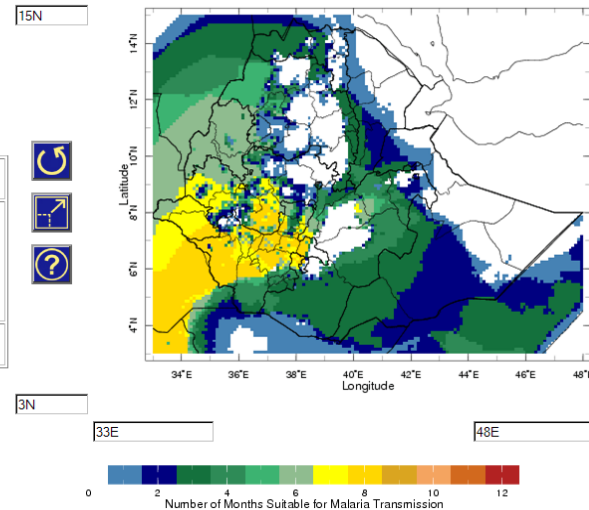 15N
14°N
12°N
10°N
8°N
6°N
4°N
Latitude
?
34°E 36°E 38°E 40°E 42°E 44°E 46°E 48°E
Longitude
3N
33E
48E
0 2 4 6 8 10 12
Number of Months Suitable for Malaria Transmission